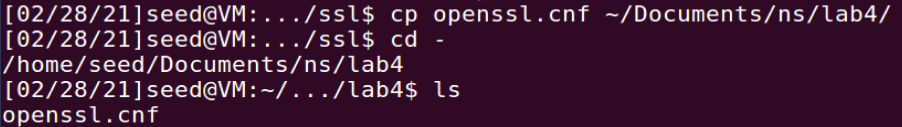 [02/28/21]seed@VM:.../ssl$ cp openssl.cnf ~/Documents/ns/lab4/
[02/28/21]seed@VM:.../ssl$ cd -
/home/seed/Documents/ns/lab4
[02/28/21]seed@VM:~/.../lab4$ ls
openssl.cnf